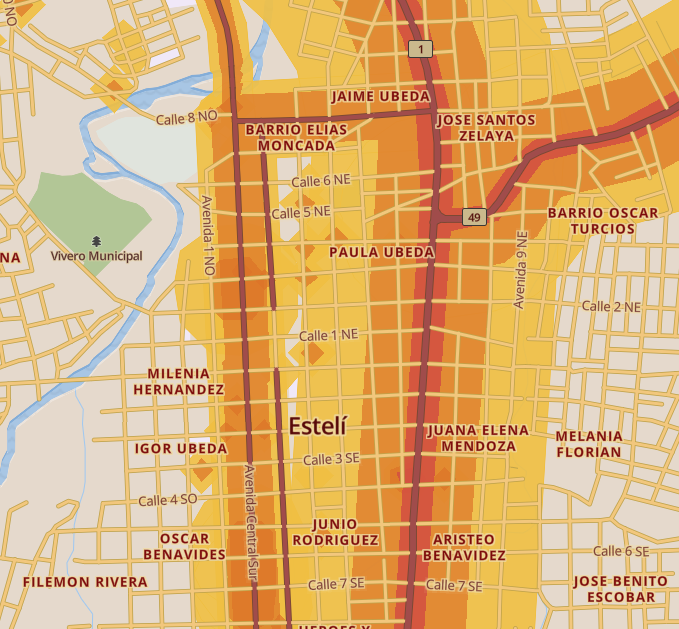 NO
1
JAIME UBEDA
Calle 8 NO
BARRIO ELIAS
MONCADA
JOSE SANTOS
ZELAYA
Calle 6 NE
Calle 5 NE
49
BARRIO OSCAR
TURCIOS
Avenida 1 NO
Vivero Municipal
NA
PAULA UBEDA
Avenida 9 NE
Calle 2 NE
Calle 1 NE
MILENIA
HERNANDEZ
Estelí
IGOR UBEDA
JUANA ELENA
MENDOZA
MELANIA
FLORIAN
Calle 3 SE
Calle 4 SO
Avenida Central Sur
JUNIO
RODRIGUEZ
OSCAR
BENAVIDES
ARISTEO
BENAVIDEZ
Calle 6 SE
FILEMON RIVERA
Calle 7 SE
Calle 7 SE
JOSE BENITO
ESCOBAR
HEROES Y